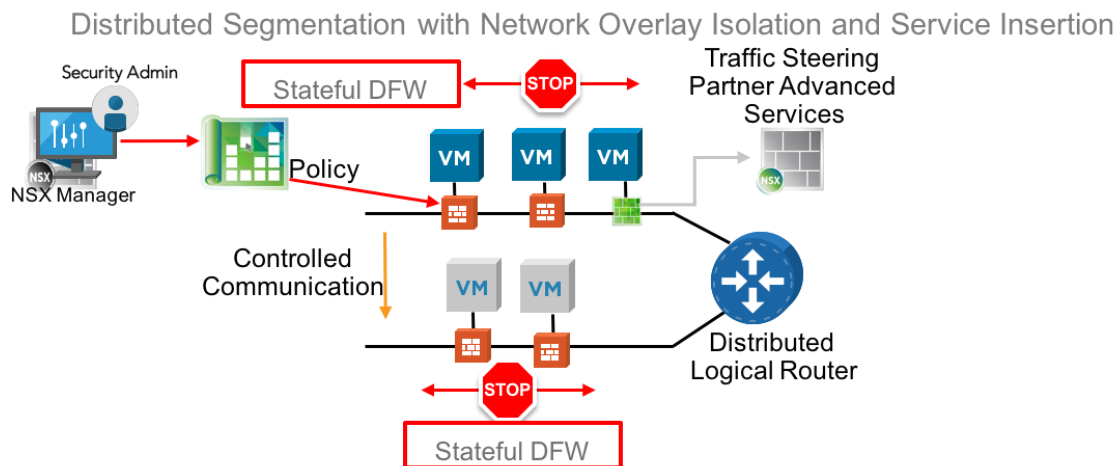 Distributed Segmentation with Network Overlay Isolation and Service Insertion
Security Admin
NSX
NSX Manager
Policy
Stateful DFW
STOP
Traffic Steering
Partner Advanced
Services
NSX
VM
VM
VM
Controlled
Communication
VM
VM
Distributed
Logical Router
STOP
Stateful DFW